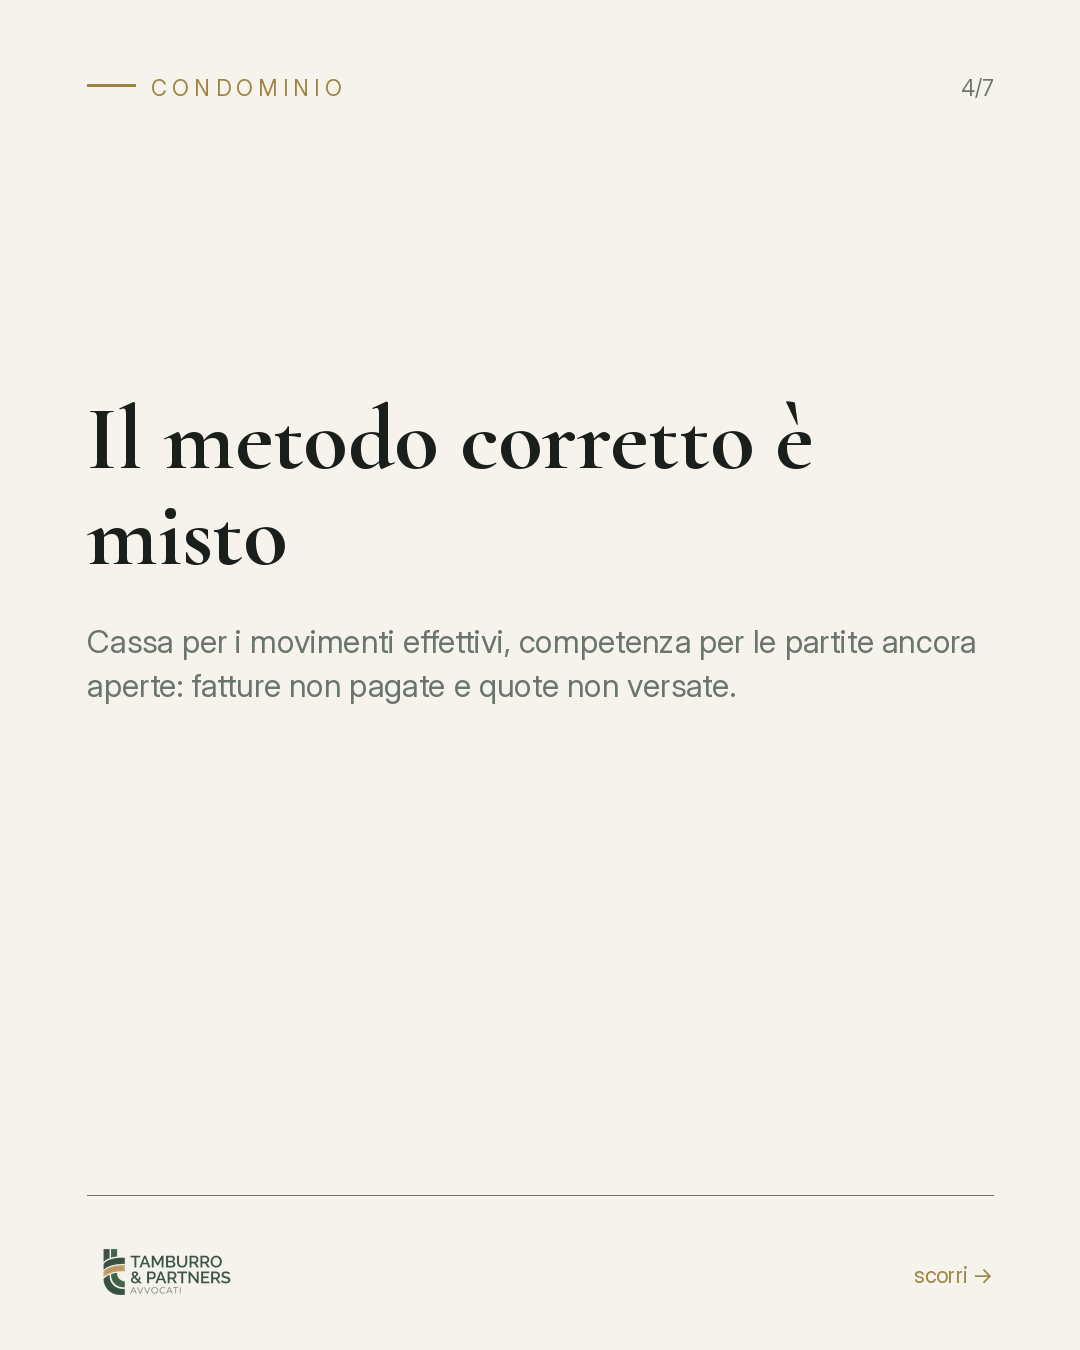 CONDOMINIO
4/7
Il metodo corretto è
misto
Cassa per i movimenti effettivi, competenza per le partite ancora
aperte: fatture non pagate e quote non versate.
TAMBURRO
& PARTNERS
AVVOCATI
scorri →